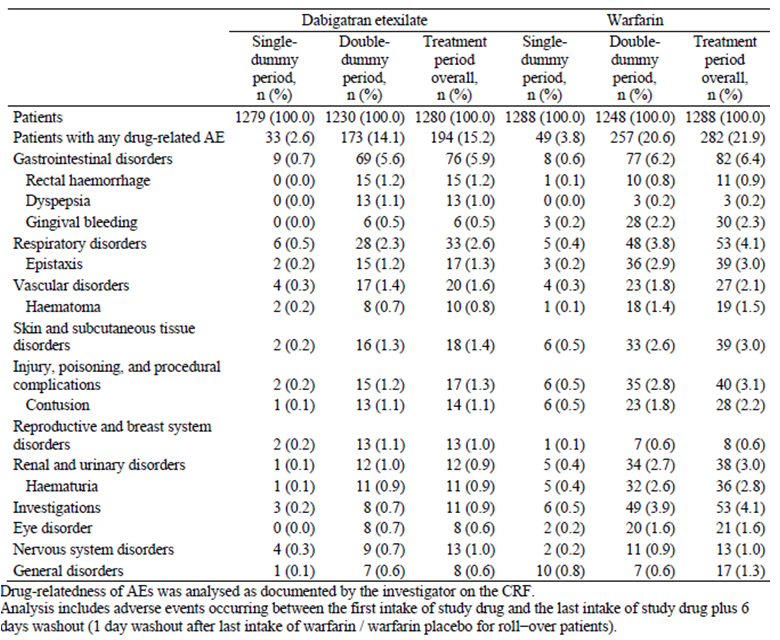 Dabigatran etexilate Warfarin
Single- Double- Treatment Single- Double- Treatment
dummy dummy period dummy dummy period
period, period, overall, period, period, overall,
n (%) n (%) n (%) n (%) n (%) n (%)
Patients 1279 (100.0) 1230 (100.0) 1280 (100.0) 1288 (100.0) 1248 (100.0) 1288 (100.0)
Patients with any drug-related AE 33 (2.6) 173 (14.1) 194 (15.2) 49 (3.8) 257 (20.6) 282 (21.9)
Gastrointestinal disorders 9 (0.7) 69 (5.6) 76 (5.9) 8 (0.6) 77 (6.2) 82 (6.4)
Rectal haemorrhage 0 (0.0) 15 (1.2) 15 (1.2) 1 (0.1) 10 (0.8) 11 (0.9)
Dyspepsia 0 (0.0) 13 (1.1) 13 (1.0) 0 (0.0) 3 (0.2) 3 (0.2)
Gingival bleeding 0 (0.0) 6 (0.5) 6 (0.5) 3 (0.2) 28 (2.2) 30 (2.3)
Respiratory disorders 6 (0.5) 28 (2.3) 33 (2.6) 5 (0.4) 48 (3.8) 53 (4.1)
Epistaxis 2 (0.2) 15 (1.2) 17 (1.3) 3 (0.2) 36 (2.9) 39 (3.0)
Vascular disorders 4 (0.3) 17 (1.4) 20 (1.6) 4 (0.3) 23 (1.8) 27 (2.1)
Haematoma 2 (0.2) 8 (0.7) 10 (0.8) 1 (0.1) 18 (1.4) 19 (1.5)
Skin and subcutaneous tissue
disorders 2 (0.2) 16 (1.3) 18 (1.4) 6 (0.5) 33 (2.6) 39 (3.0)
Injury, poisoning, and procedural
complications 2 (0.2) 15 (1.2) 17 (1.3) 6 (0.5) 35 (2.8) 40 (3.1)
Contusion 1 (0.1) 13 (1.1) 14 (1.1) 6 (0.5) 23 (1.8) 28 (2.2)
Reproductive and breast system
disorders 2 (0.2) 13 (1.1) 13 (1.0) 1 (0.1) 7 (0.6) 8 (0.6)
Renal and urinary disorders 1 (0.1) 12 (1.0) 12 (0.9) 5 (0.4) 34 (2.7) 38 (3.0)
Haematuria 1 (0.1) 11 (0.9) 11 (0.9) 5 (0.4) 32 (2.6) 36 (2.8)
Investigations 3 (0.2) 8 (0.7) 11 (0.9) 6 (0.5) 49 (3.9) 53 (4.1)
Eye disorder 0 (0.0) 8 (0.7) 8 (0.6) 2 (0.2) 20 (1.6) 21 (1.6)
Nervous system disorders 4 (0.3) 9 (0.7) 13 (1.0) 2 (0.2) 11 (0.9) 13 (1.0)
General disorders 1 (0.1) 7 (0.6) 8 (0.6) 10 (0.8) 7 (0.6) 17 (1.3)
Drug-relatedness of AEs was analysed as documented by the investigator on the CRF.
Analysis includes adverse events occurring between the first intake of study drug and the last intake of study drug plus 6
days washout (1 day washout after last intake of warfarin / warfarin placebo for roll−over patients).